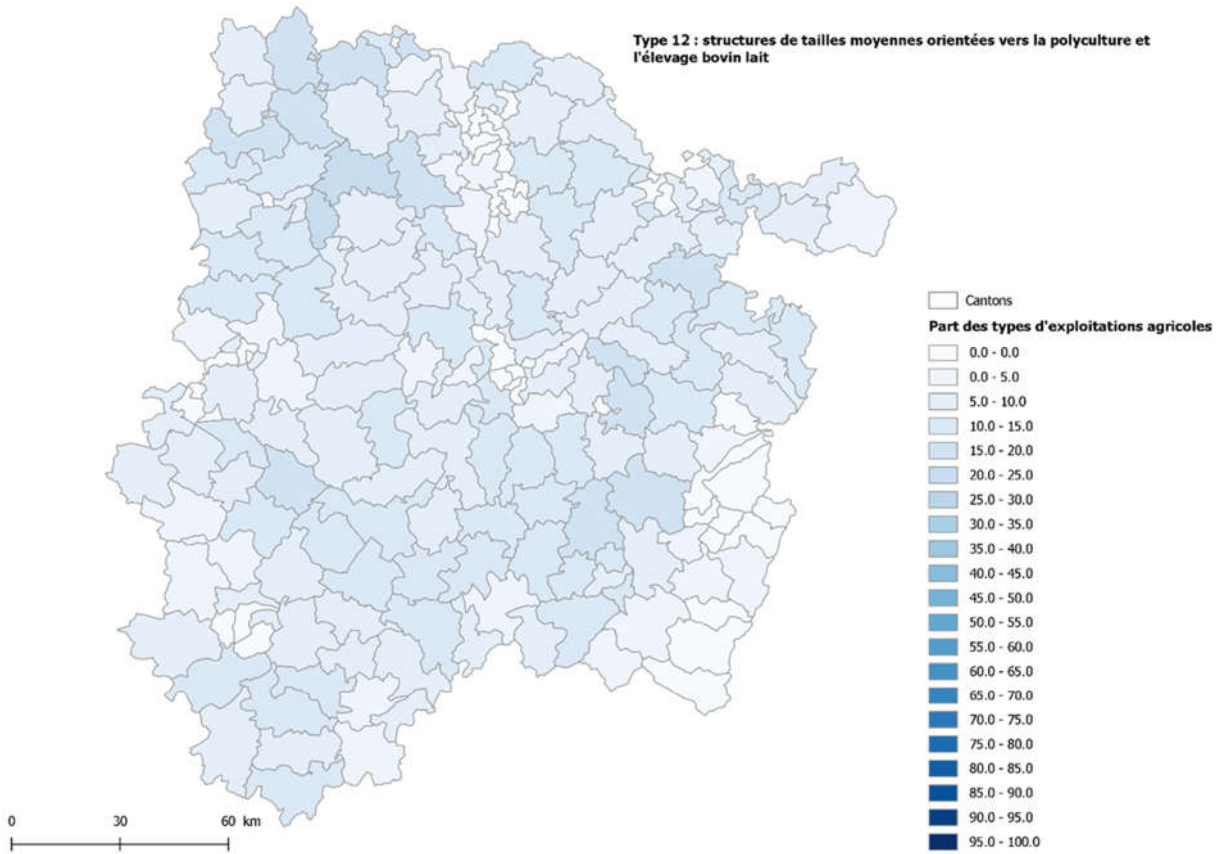 Type 12 : structures de tailles moyennes orientées vers la polyculture et
l'élevage bovin lait
Cantons
Part des types d'exploitations agricoles
0.0 - 0.0
0.0 - 5.0
5.0 - 10.0
10.0 - 15.0
15.0 - 20.0
20.0 - 25.0
25.0 - 30.0
30.0 - 35.0
35.0 - 40.0
40.0 - 45.0
45.0 - 50.0
50.0 - 55.0
55.0 - 60.0
60.0 - 65.0
65.0 - 70.0
70.0 - 75.0
75.0 - 80.0
80.0 - 85.0
85.0 - 90.0
90.0 - 95.0
95.0 - 100.0
0 30 60 km